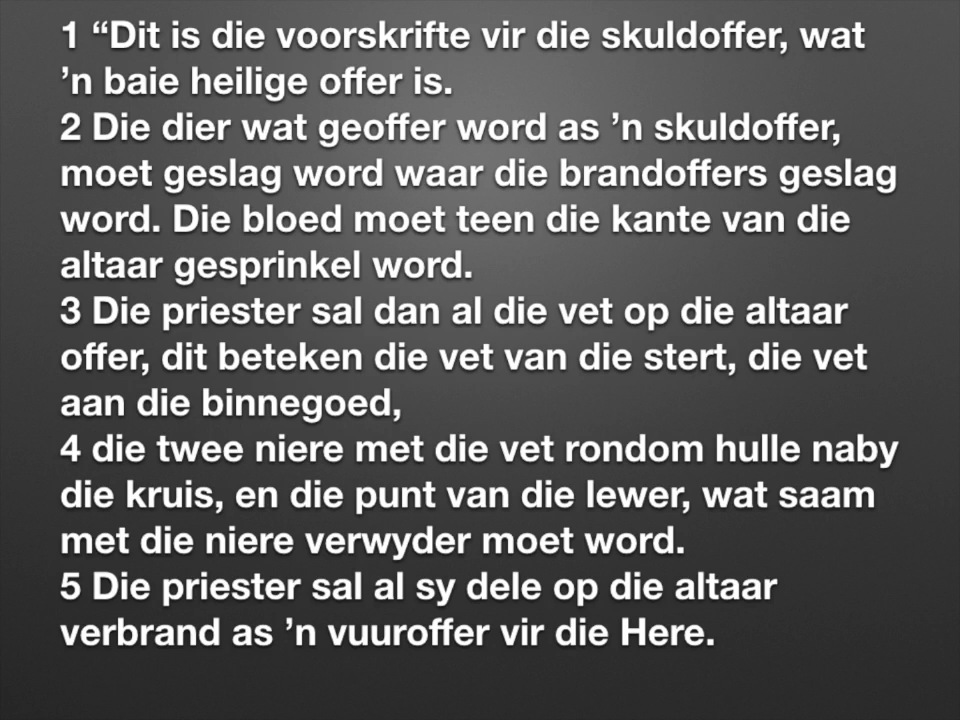 1 “Dit is die voorskrifte vir die skuldoffer, wat
’n baie heilige offer is.
2 Die dier wat geoffer word as ’n skuldoffer,
moet geslag word waar die brandoffers geslag
word. Die bloed moet teen die kante van die
altaar gesprinkel word.
3 Die priester sal dan al die vet op die altaar
offer, dit beteken die vet van die stert, die vet
aan die binnegoed,
4 die twee niere met die vet rondom hulle naby
die kruis, en die punt van die lewer, wat saam
met die niere verwyder moet word.
5 Die priester sal al sy dele op die altaar
verbrand as ’n vuuroffer vir die Here.